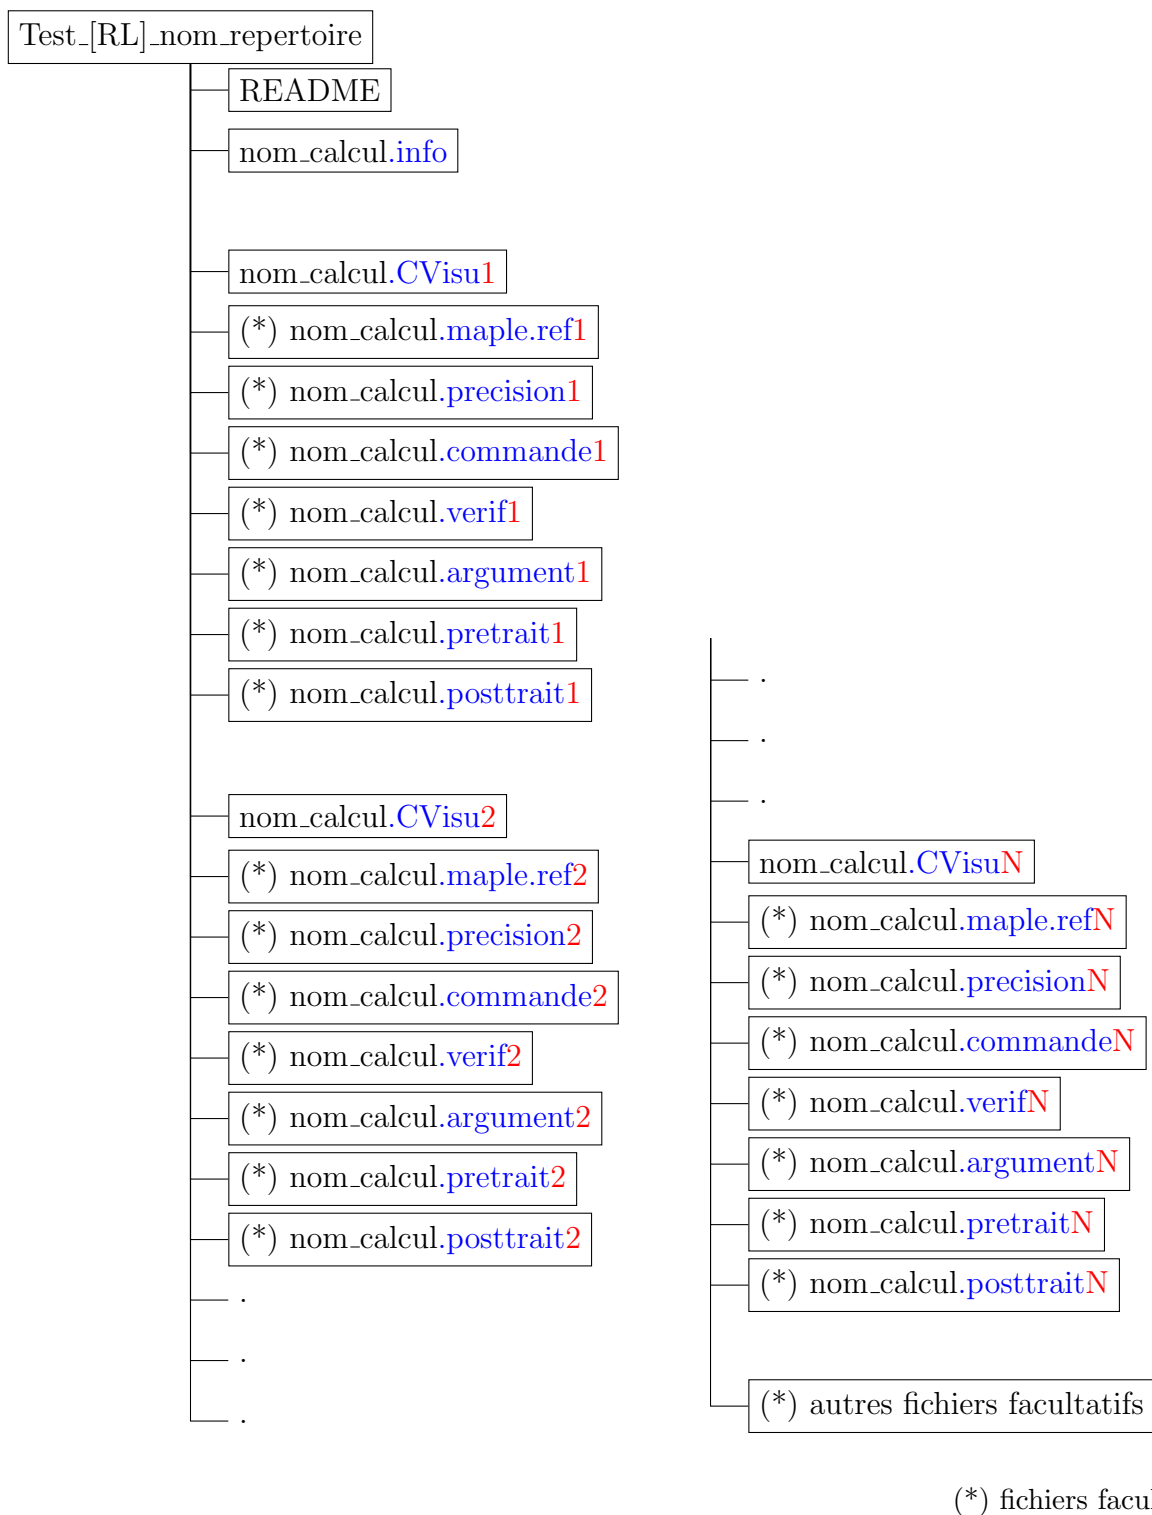 Test_[RL]_nom_repertoire
README
nom_calcul.info
nom_calcul.CVisu1
(*) nom_calcul.maple.ref1
(*) nom_calcul.precision1
(*) nom_calcul.commande1
(*) nom_calcul.verif1
(*) nom_calcul.argument1
(*) nom_calcul.pretrait1
(*) nom_calcul.posttrait1
nom_calcul.CVisu2
(*) nom_calcul.maple.ref2
(*) nom_calcul.precision2
(*) nom_calcul.commande2
(*) nom_calcul.verif2
(*) nom_calcul.argument2
(*) nom_calcul.pretrait2
(*) nom_calcul.posttrait2
.
.
.
.
.
.
nom_calcul.CVisuN
(*) nom_calcul.maple.refN
(*) nom_calcul.precisionN
(*) nom_calcul.commandeN
(*) nom_calcul.verifN
(*) nom_calcul.argumentN
(*) nom_calcul.pretraitN
(*) nom_calcul.posttraitN
(*) autres fichiers facultatifs
(*) fichiers